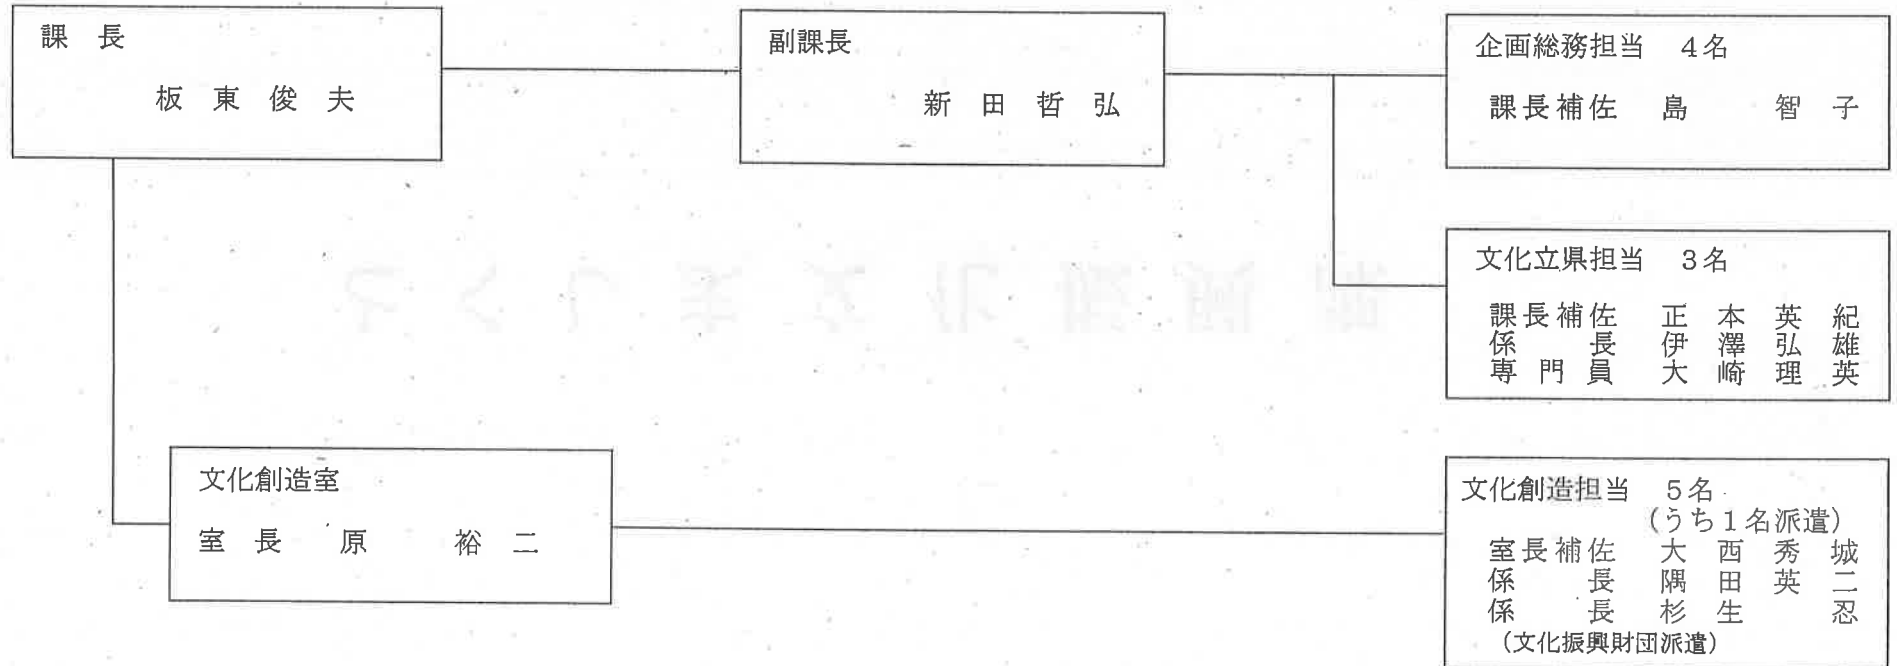 課長
板東俊夫
副課長
新田哲弘
企画総務担当　4名
課長補佐　島　智子
文化立県担当　3名
課長補佐　正本英紀
係長　伊澤弘雄
専門員　大崎理英
文化創造室
室長　原　裕二
文化創造担当　5名
(うち1名派遣)
室長補佐　大西秀城
係長　隅田英二
係長　杉生　忍
(文化振興財団派遣)